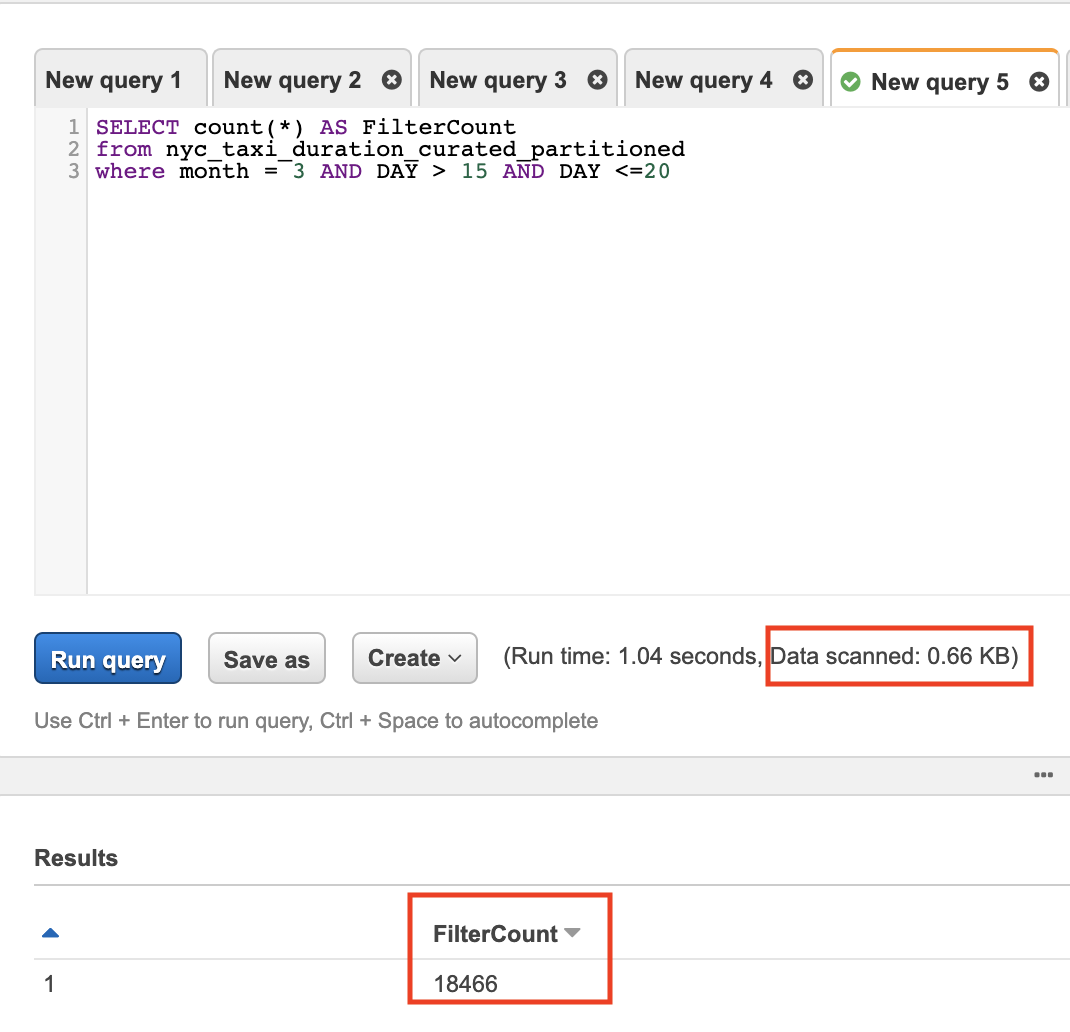 New query 1
New query 2
New query 3
New query 4
New query 5
1 SELECT count(*) AS FilterCount
2 from nyc_taxi_duration_curated_partitioned
3 where month = 3 AND DAY > 15 AND DAY <=20
Run query Save as Create (Run time: 1.04 seconds, Data scanned: 0.66 KB)
Use Ctrl + Enter to run query, Ctrl + Space to autocomplete
Results
FilterCount
1 18466